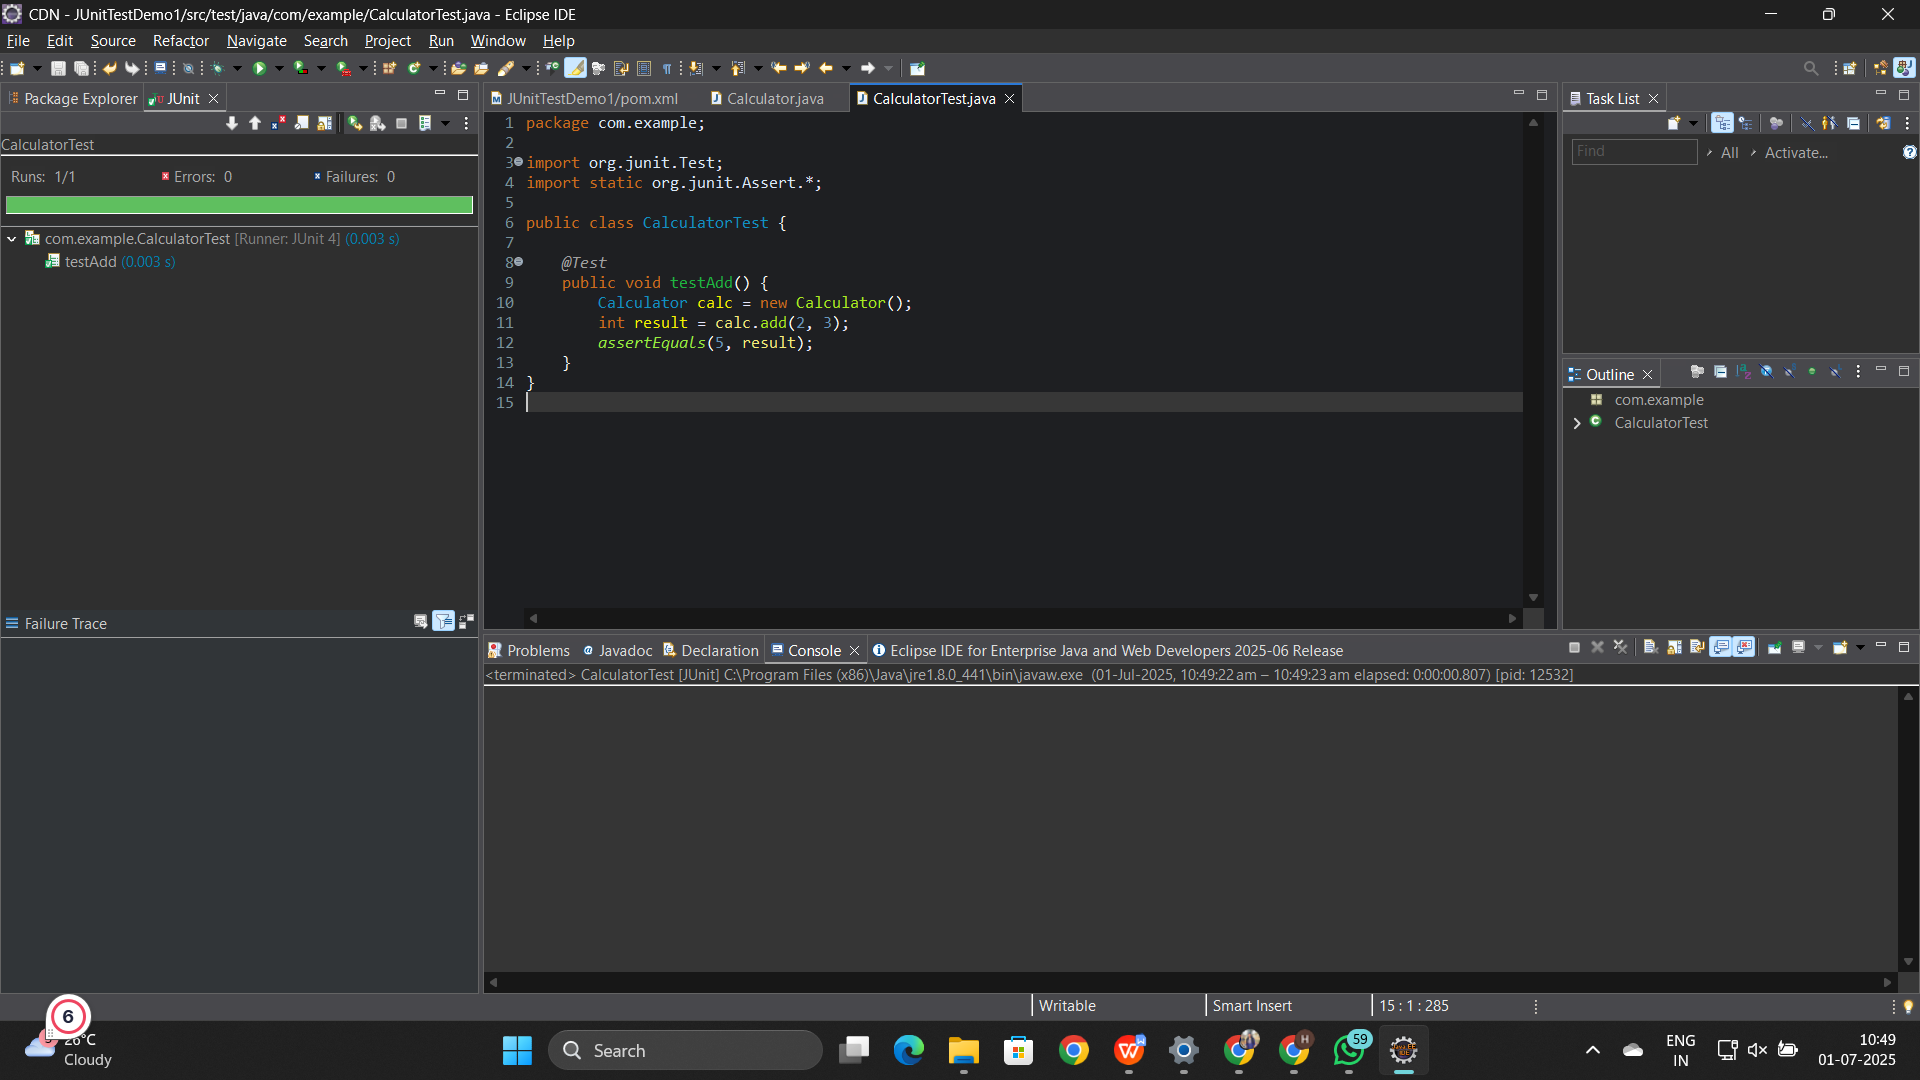 CDN - JUnitTestDemo1/src/test/java/com/example/CalculatorTest.java - Eclipse IDE
File Edit Source Refactor Navigate Search Project Run Window Help
Package Explorer JUnit
CalculatorTest
Runs: 1/1 Errors: 0 Failures: 0
com.example.CalculatorTest [Runner: JUnit 4] (0.003 s)
testAdd (0.003 s)
Failure Trace
JUnitTestDemo1/pom.xml Calculator.java CalculatorTest.java
1 package com.example;
2
3 import org.junit.Test;
4 import static org.junit.Assert.*;
5
6 public class CalculatorTest {
7
8 @Test
9 public void testAdd() {
10 Calculator calc = new Calculator();
11 int result = calc.add(2, 3);
12 assertEquals(5, result);
13 }
14 }
15
Task List
Find All Activate...
Outline
com.example
CalculatorTest
Problems Javadoc Declaration Console Eclipse IDE for Enterprise Java and Web Developers 2025-06 Release
<terminated> CalculatorTest [JUnit] C:\Program Files (x86)\Java\jre1.8.0_441\bin\javaw.exe (01-Jul-2025, 10:49:22 am – 10:49:23 am elapsed: 0:00:00.807) [pid: 12532]
Writable Smart Insert 15 : 1 : 285
6
26°C
Cloudy
Search
59
ENG
IN
10:49
01-07-2025